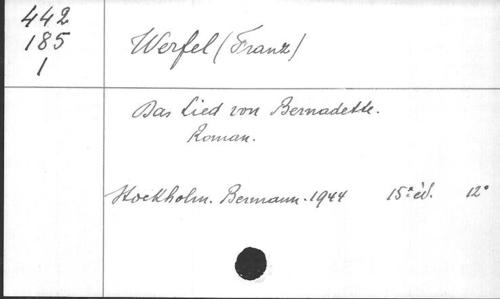 442
185
1
Werfel (Franz)
Das Lied von Bernadette.
Roman.
Stockholm. Bermann. 1944 15e éd. 12°